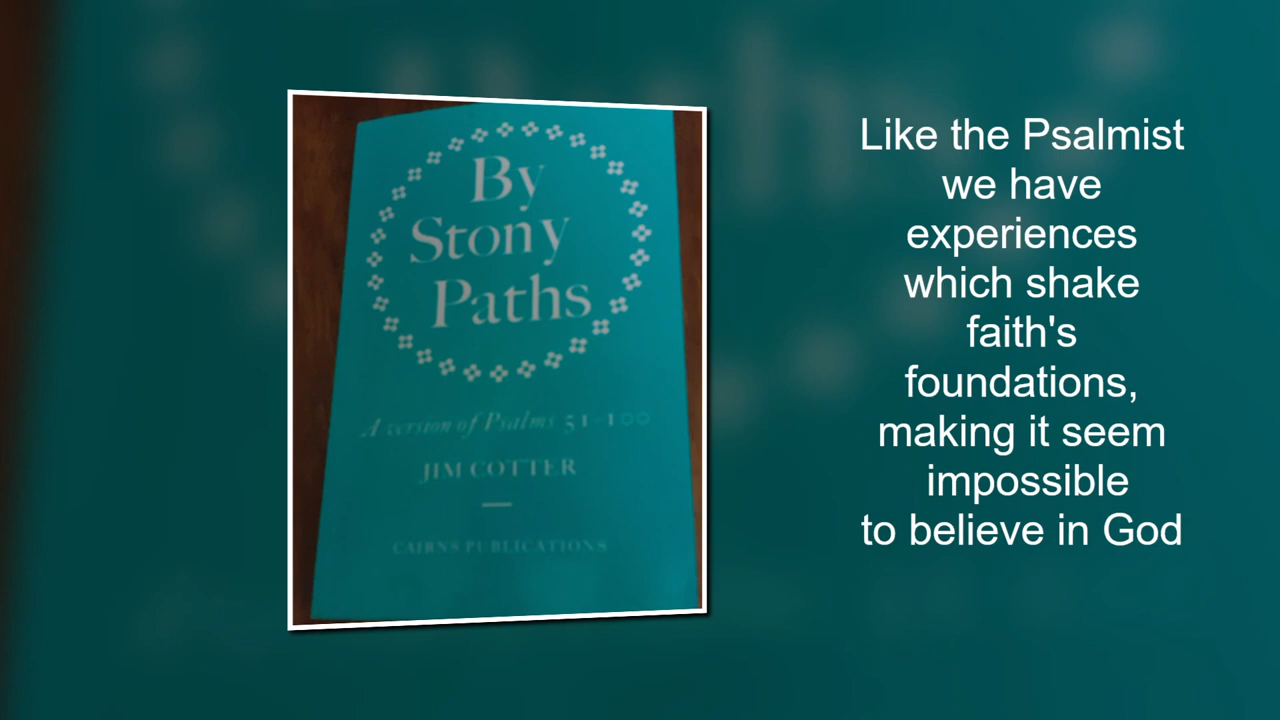 By
Stony
Paths
A version of Psalms 51–100
JIM COTTER
CAIRNS PUBLICATIONS
Like the Psalmist
we have
experiences
which shake
faith's
foundations,
making it seem
impossible
to believe in God